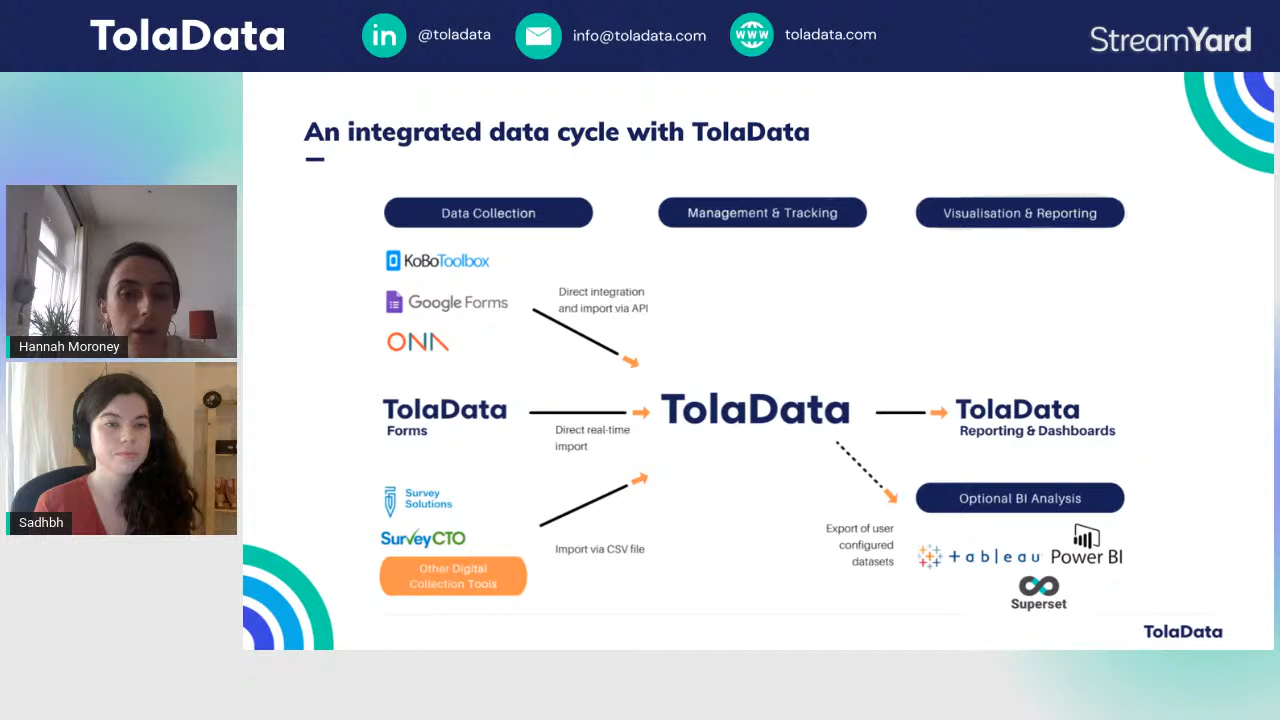 TolaData
in
@toladata
info@toladata.com
www
toladata.com
StreamYard
An integrated data cycle with TolaData
Data Collection
Management & Tracking
Visualisation & Reporting
KoBoToolbox
Google Forms
ONA
Direct integration
and import via API
TolaData
Forms
Direct real-time
import
TolaData
TolaData
Reporting & Dashboards
Survey
Solutions
SurveyCTO
Other Digital
Collection Tools
Import via CSV file
Export of user
configured
datasets
Optional BI Analysis
+ableau
Power BI
Superset
TolaData
Hannah Moroney
Sadhbh